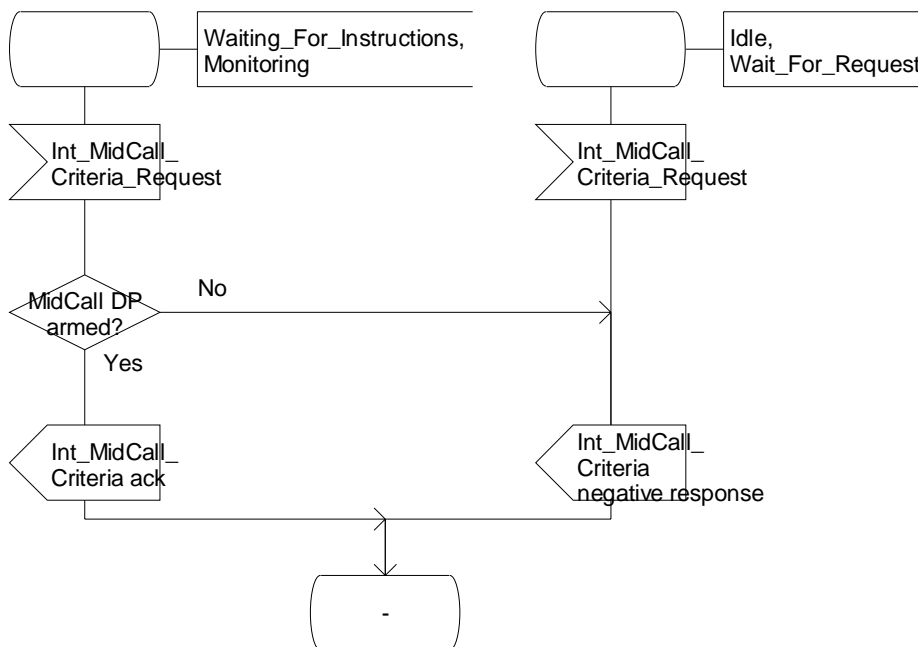 Waiting_For_Instructions,
Monitoring
Idle,
Wait_For_Request
Int_MidCall_
Criteria_Request
Int_MidCall_
Criteria_Request
MidCall DP
armed?
No
Yes
Int_MidCall_
Criteria ack
Int_MidCall_
Criteria
negative response
-